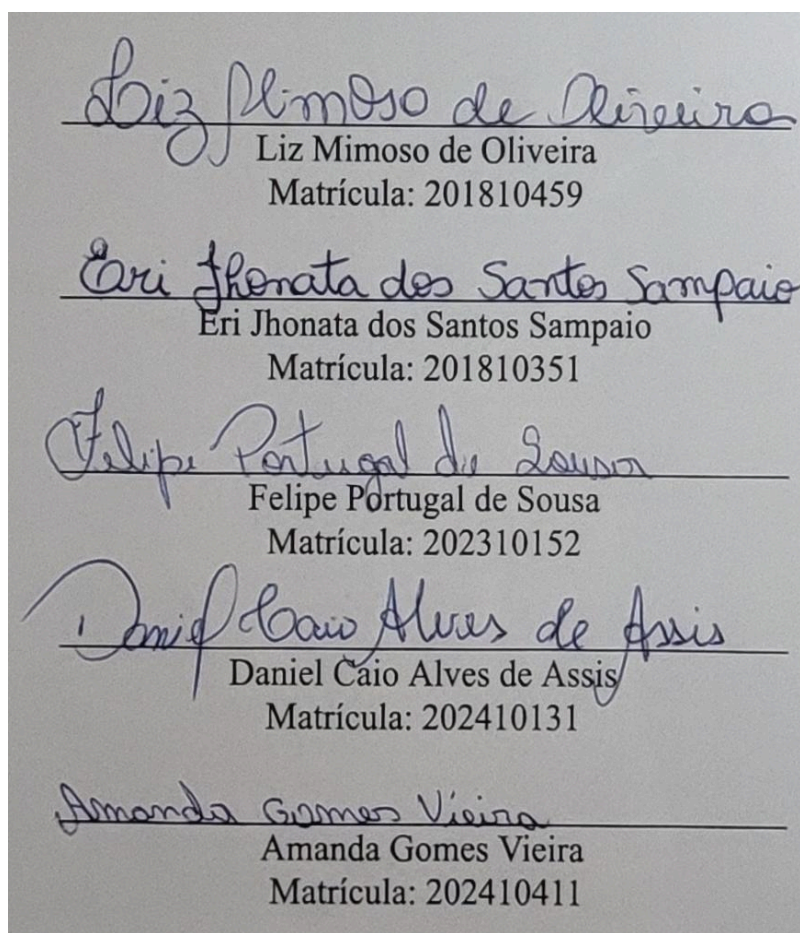 Liz Mimoso de Oliveira
Liz Mimoso de Oliveira
Matrícula: 201810459
Eri Jhonata dos Santos Sampaio
Eri Jhonata dos Santos Sampaio
Matrícula: 201810351
Felipe Portugal de Sousa
Felipe Portugal de Sousa
Matrícula: 202310152
Daniel Caio Alves de Assis
Daniel Caio Alves de Assis
Matrícula: 202410131
Amanda Gomes Vieira
Amanda Gomes Vieira
Matrícula: 202410411